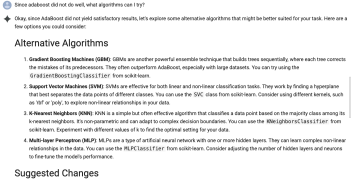 Since adaboost did not do well, what algorithms can I try?
Okay, since AdaBoost did not yield satisfactory results, let's explore some alternative algorithms that might be better suited for your task. Here are a
few options you could consider:
Alternative Algorithms
1. Gradient Boosting Machines (GBM): GBMs are another powerful ensemble technique that builds trees sequentially, where each tree corrects
the mistakes of its predecessors. They often outperform AdaBoost, especially with large datasets. You can try using the
GradientBoostingClassifier from scikit-learn.
2. Support Vector Machines (SVM): SVMs are effective for both linear and non-linear classification tasks. They work by finding a hyperplane
that best separates the data points of different classes. You can use the SVC class from scikit-learn. Consider using different kernels, such
as 'rbf' or 'poly', to explore non-linear relationships in your data.
3. K-Nearest Neighbors (KNN): KNN is a simple but often effective algorithm that classifies a data point based on the majority class among its
k-nearest neighbors. It's non-parametric and can adapt to complex decision boundaries. You can use the KNeighborsClassifier from
scikit-learn. Experiment with different values of k to find the optimal setting for your data.
4. Multi-layer Perceptron (MLP): MLPs are a type of artificial neural network with one or more hidden layers. They can learn complex non-linear
relationships in the data. You can use the MLPClassifier from scikit-learn. Consider adjusting the number of hidden layers and neurons
to fine-tune the model's performance.
Suggested Changes